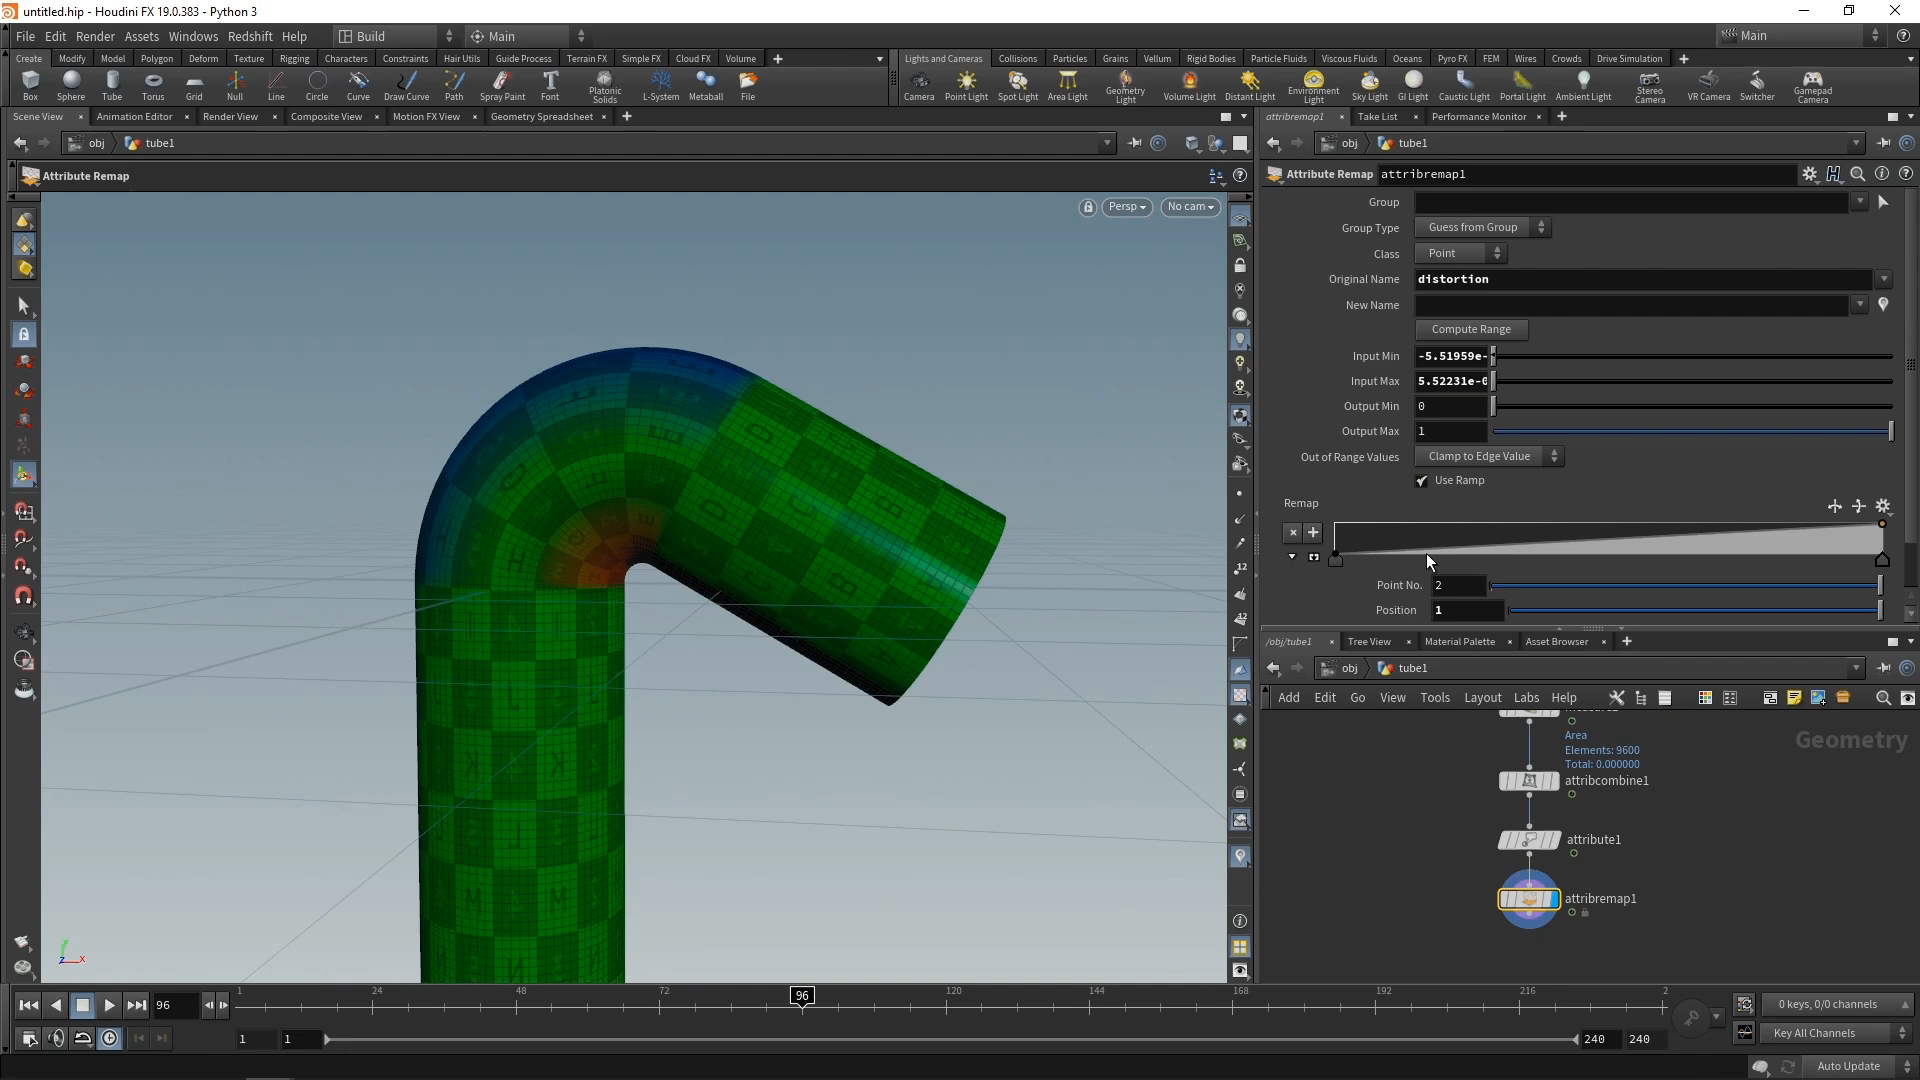 untitled.hip - Houdini FX 19.0.383 - Python 3
File Edit Render Assets Windows Redshift Help Build Main Main
Create Modify Model Polygon Deform Texture Rigging Characters Constraints Hair Utils Guide Process Terrain FX Simple FX Cloud FX Volume
Lights and Cameras Collisions Particles Grains Vellum Rigid Bodies Particle Fluids Viscous Fluids Oceans Pyro FX FEM Wires Crowds Drive Simulation
Box Sphere Tube Torus Grid Null Line Circle Curve Draw Curve Path Spray Paint Font Platonic Solids L-System Metaball File
Camera Point Light Spot Light Area Light Geometry Light Volume Light Distant Light Environment Light Sky Light GI Light Caustic Light Portal Light Ambient Light Stereo Camera VR Camera Switcher Gamepad Camera
Scene View Animation Editor Render View Composite View Motion FX View Geometry Spreadsheet
attribremap1 Take List Performance Monitor
obj tube1
obj tube1
Attribute Remap
Persp No cam
Attribute Remap attribremap1
Group
Group Type Guess from Group
Class Point
Original Name distortion
New Name
Compute Range
Input Min -5.51959e-
Input Max 5.52231e-0
Output Min 0
Output Max 1
Out of Range Values Clamp to Edge Value
Use Ramp
Remap
Point No. 2
Position 1
/obj/tube1 Tree View Material Palette Asset Browser
obj tube1
Add Edit Go View Tools Layout Labs Help
Geometry
Area
Elements: 9600
Total: 0.000000
attribcombine1
attribute1
attribremap1
z x
96 1 24 48 72 96 120 144 168 192 216 2
0 keys, 0/0 channels
1 1 240 240
Key All Channels
Auto Update